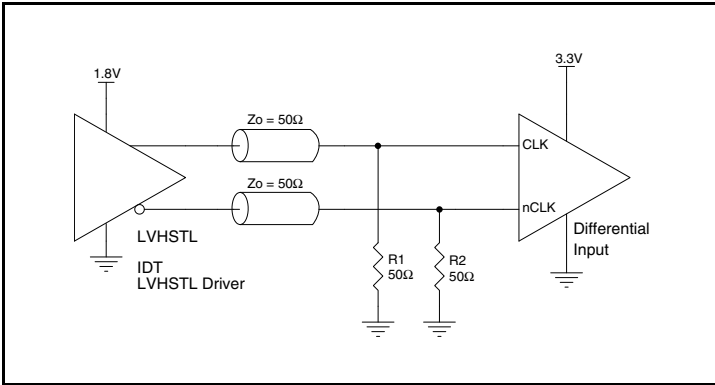 1.8V
3.3V
Zo = 50Ω
CLK
Zo = 50Ω
nCLK
LVHSTL
IDT
LVHSTL Driver
R1
50Ω
R2
50Ω
Differential
Input